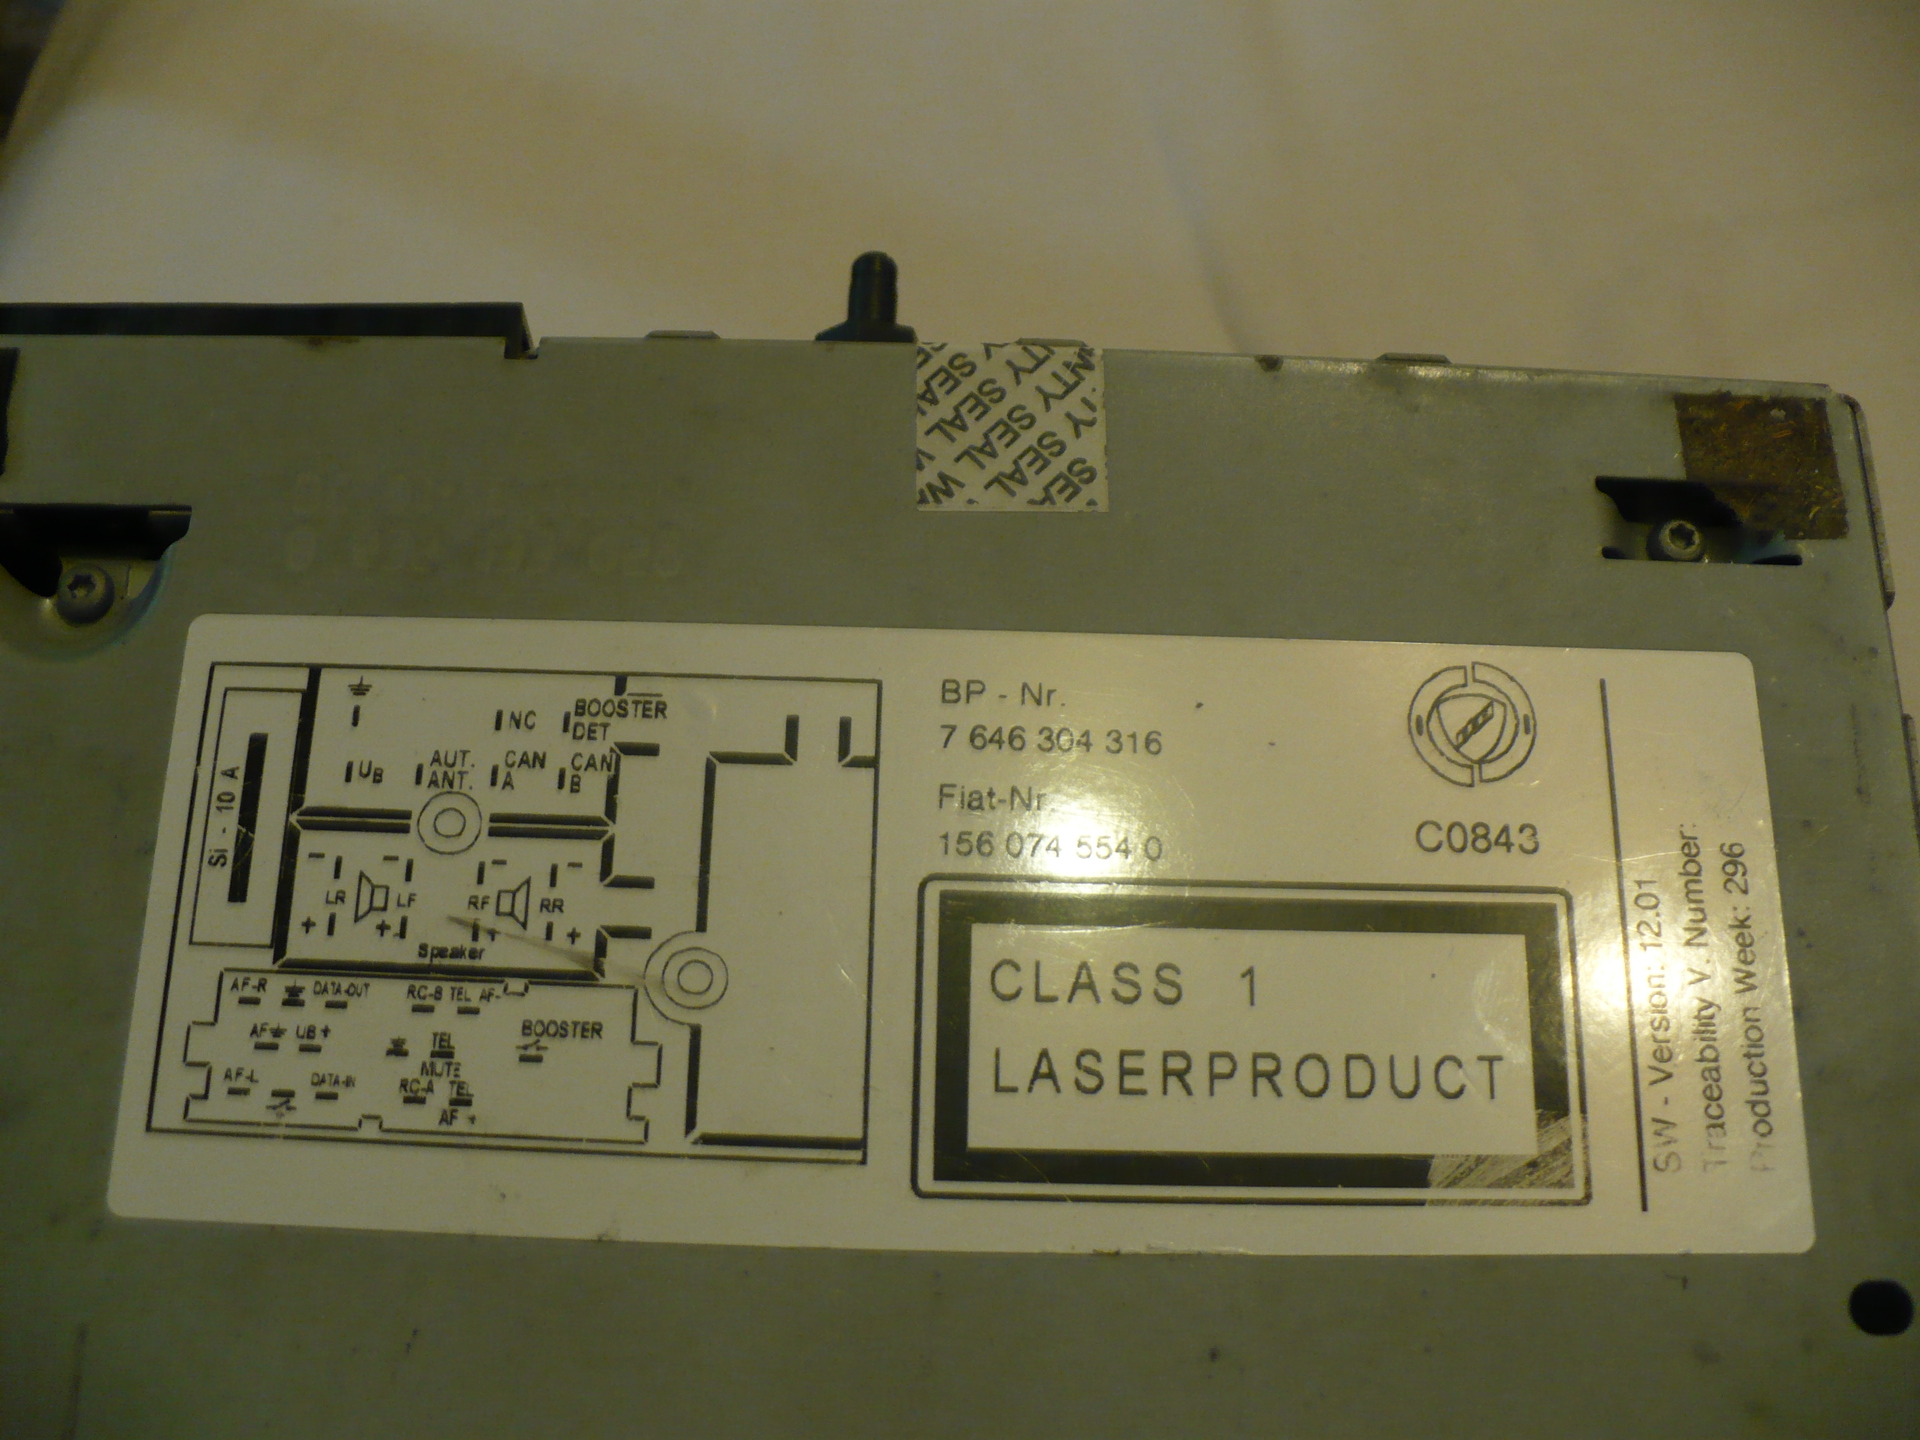 WARRANTY SEAL
Si - 10 A
NC
BOOSTER
DET
UB
AUT.
ANT.
CAN
A
CAN
B
- - - -
LR LF RF RR
+ + + +
Speaker
AF-R DATA-OUT RC-B TEL AF-
AF UB + TEL BOOSTER
MUTE
AF-L DATA-IN RC-A TEL
AF +
BP - Nr.
7 646 304 316
Fiat-Nr.
156 074 554 0
C0843
CLASS 1
LASERPRODUCT
SW - Version: 12.01
Traceability V. Number:
Production Week: 296